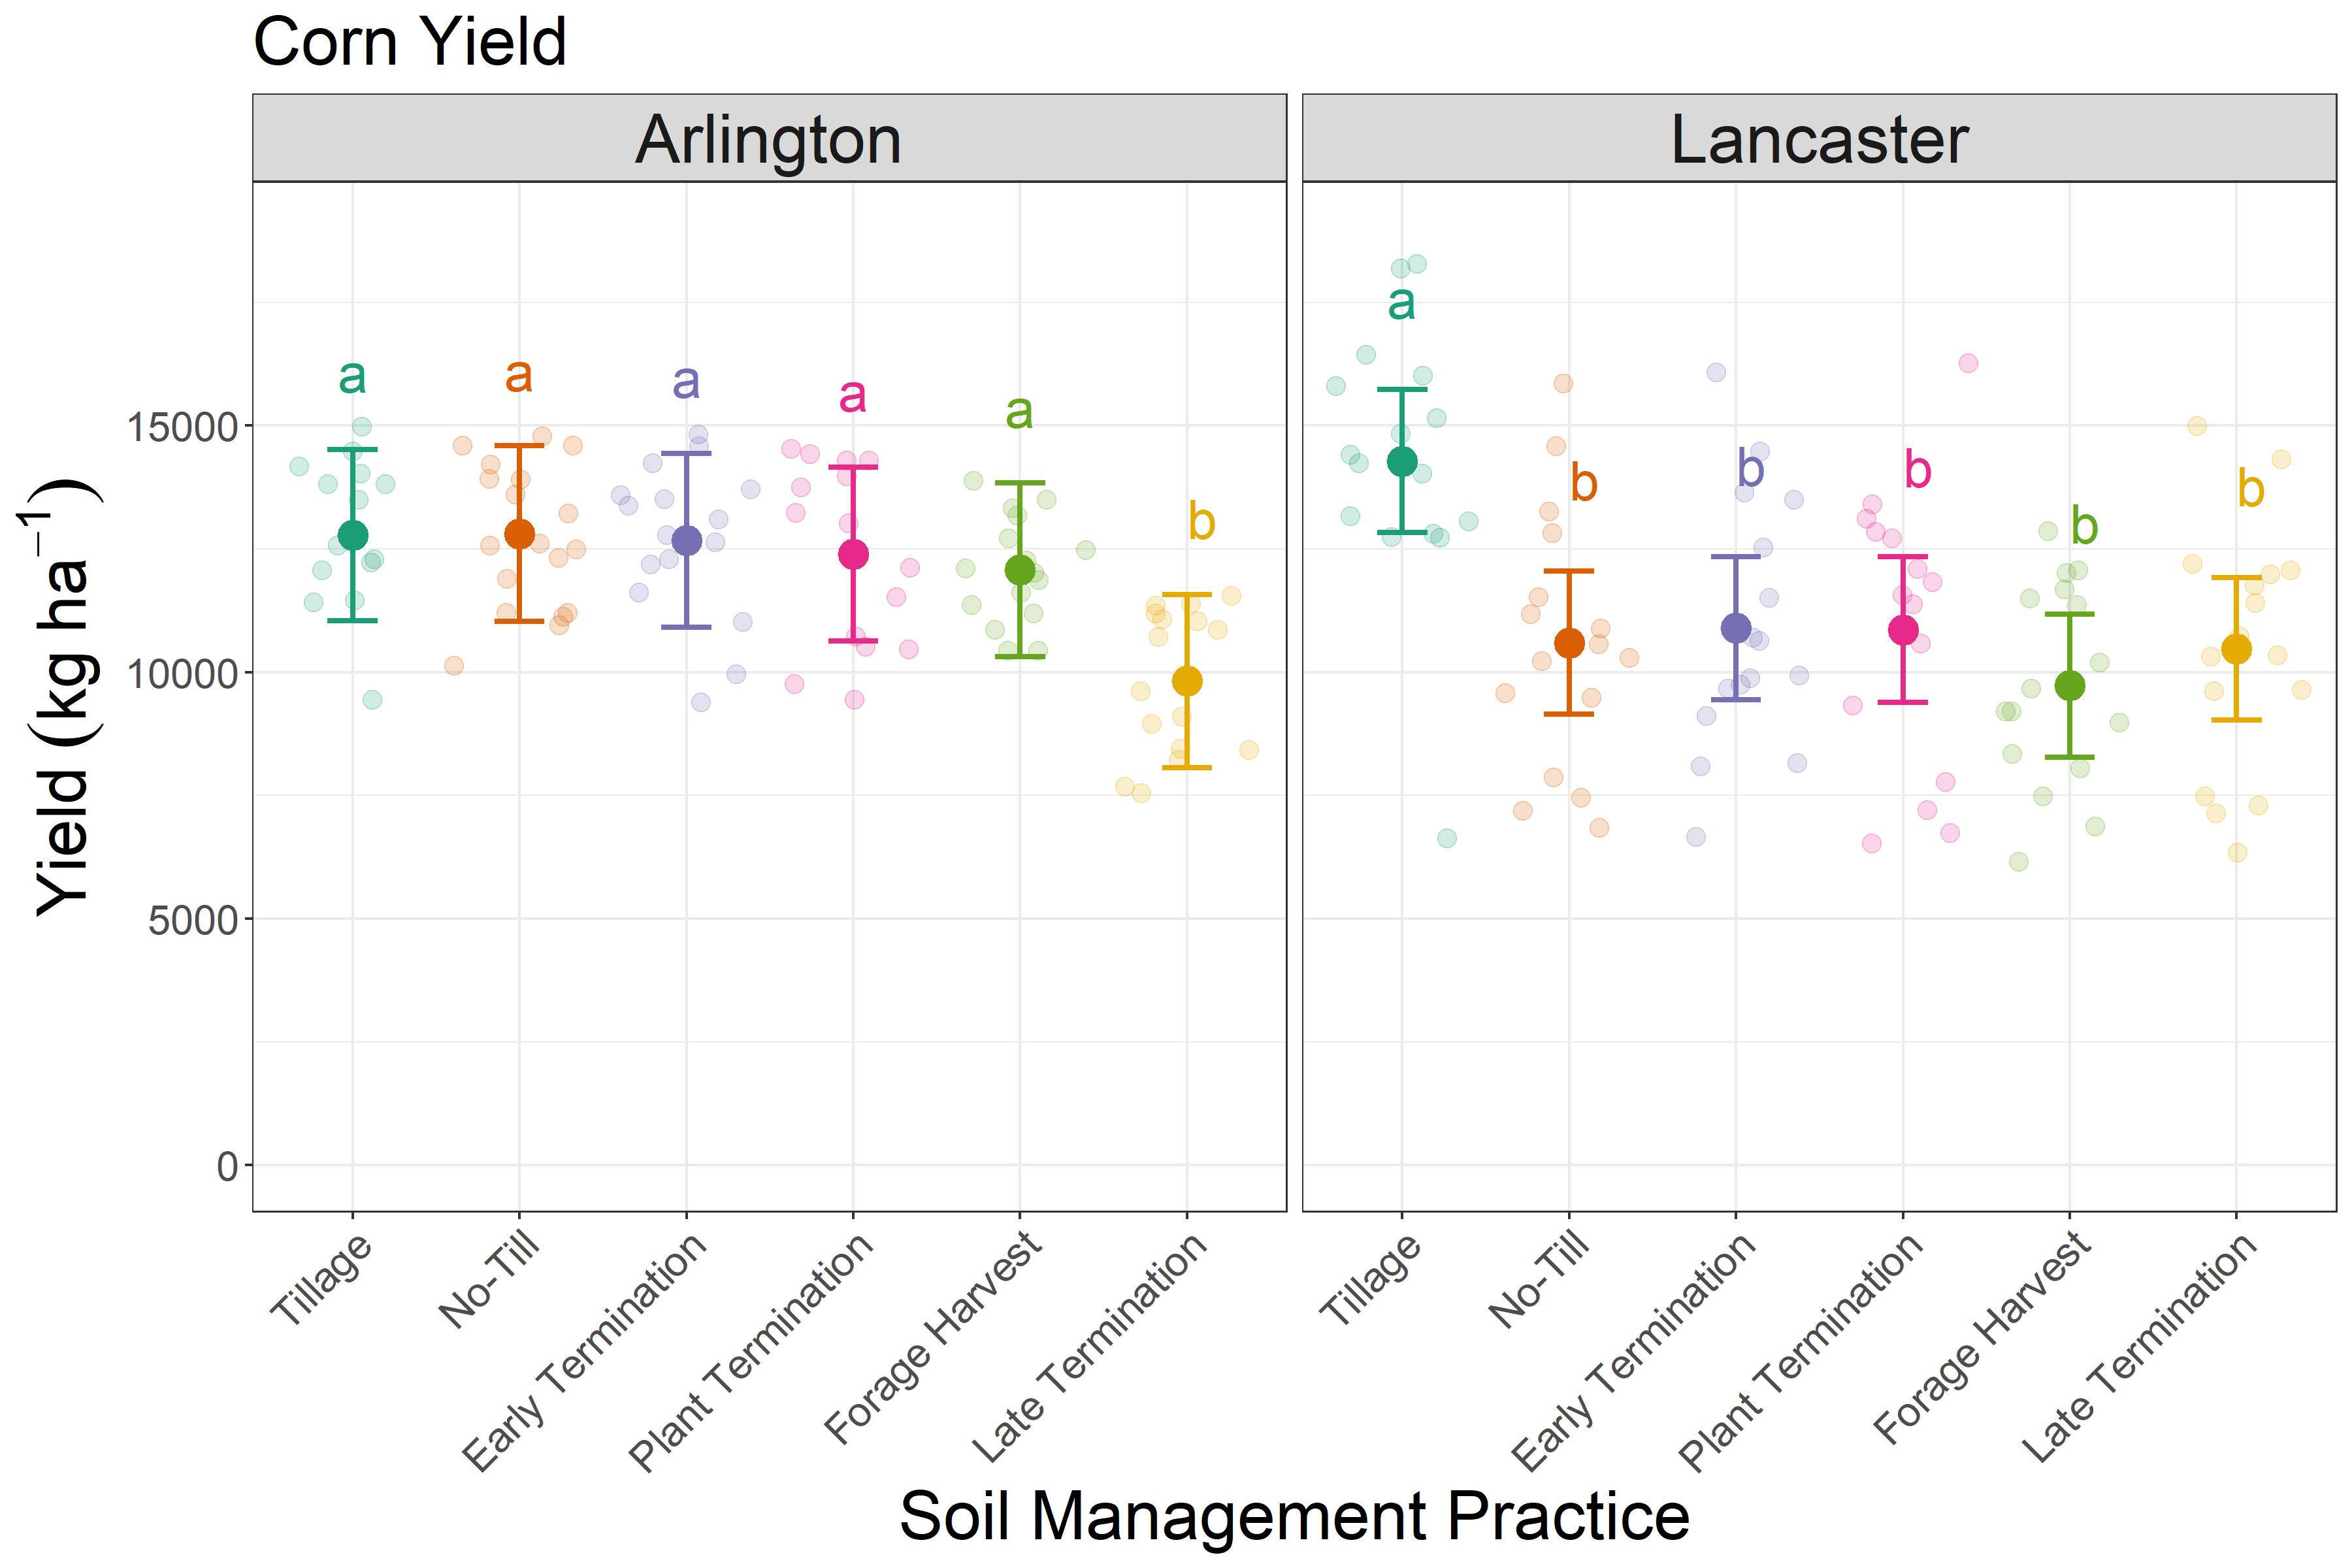 Corn Yield
Arlington
Lancaster
Yield (kg ha⁻¹)
15000
10000
5000
0
a
a
a
a
a
b
a
b
b
b
b
b
Tillage
No-Till
Early Termination
Plant Termination
Forage Harvest
Late Termination
Tillage
No-Till
Early Termination
Plant Termination
Forage Harvest
Late Termination
Soil Management Practice